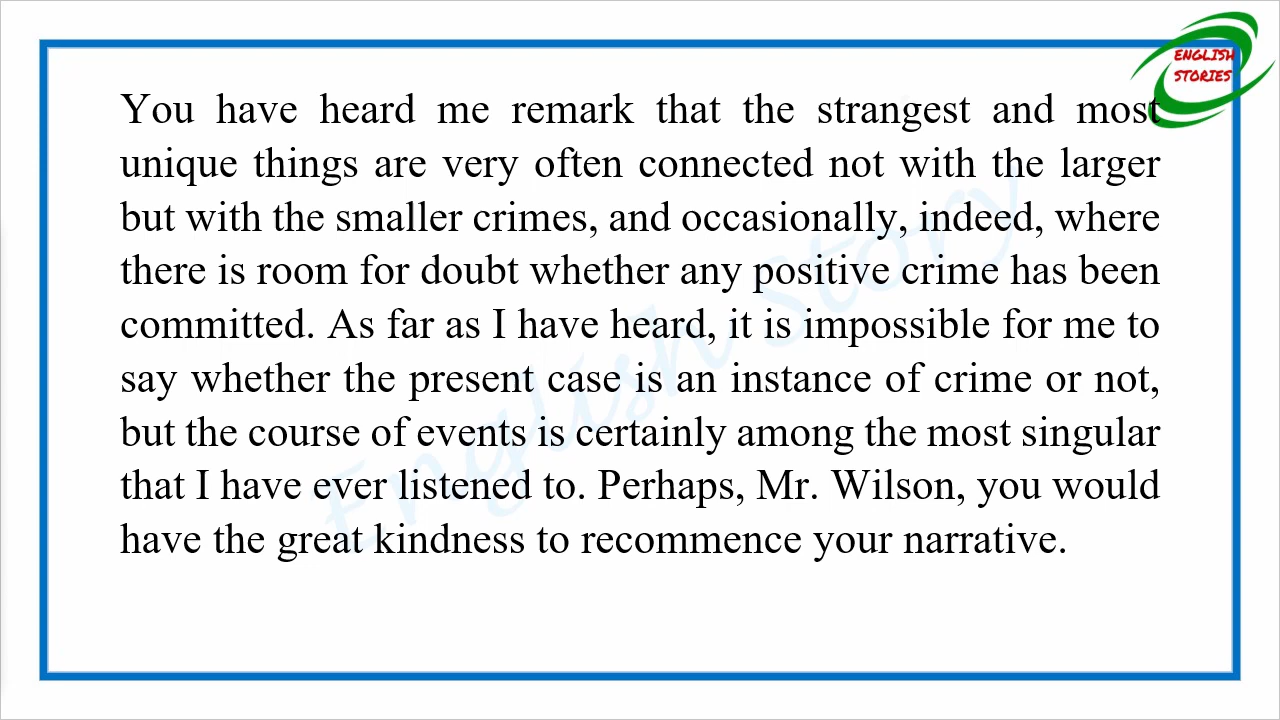 ENGLISH
STORIES
You have heard me remark that the strangest and most
unique things are very often connected not with the larger
but with the smaller crimes, and occasionally, indeed, where
there is room for doubt whether any positive crime has been
committed. As far as I have heard, it is impossible for me to
say whether the present case is an instance of crime or not,
but the course of events is certainly among the most singular
that I have ever listened to. Perhaps, Mr. Wilson, you would
have the great kindness to recommence your narrative.
English Story